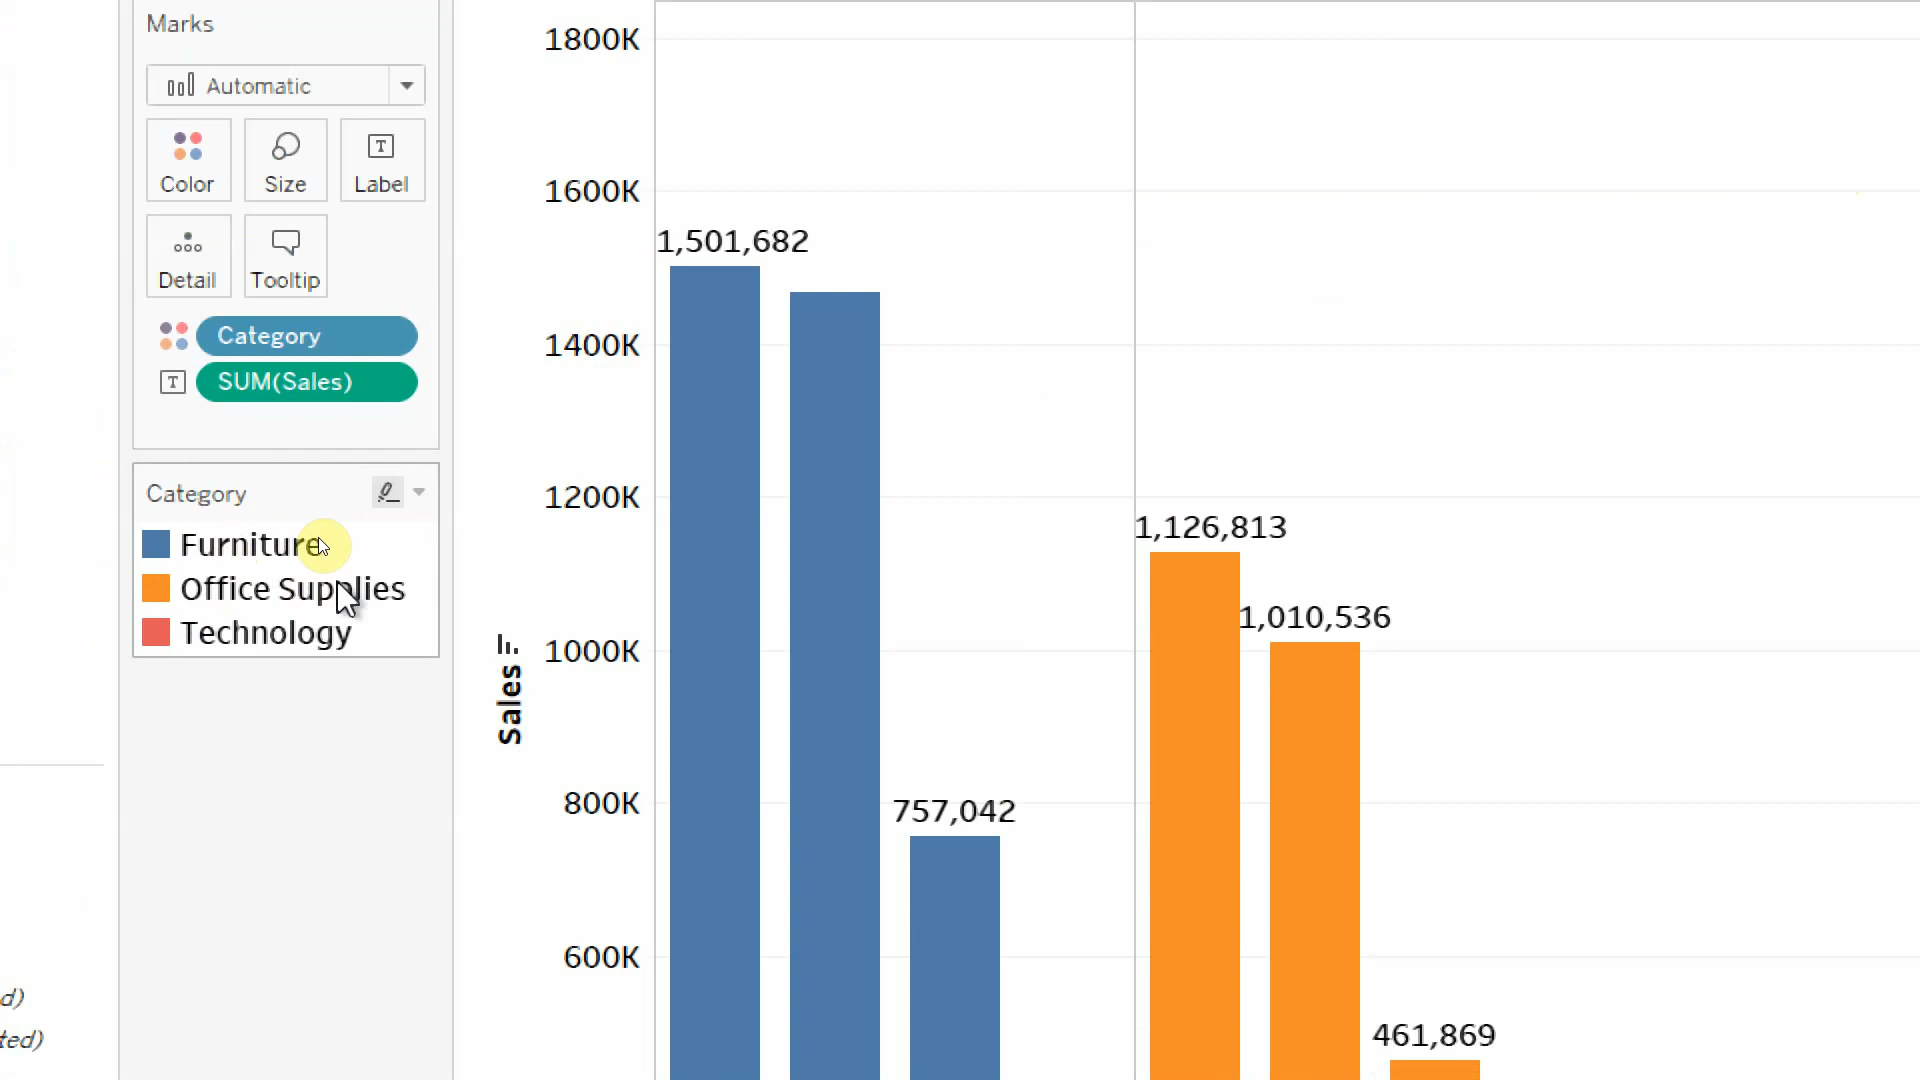 Marks
Automatic
Color
Size
Label
Detail
Tooltip
Category
SUM(Sales)
Category
Furniture
Office Supplies
Technology
d)
ted)
Sales
1800K
1600K
1400K
1200K
1000K
800K
600K
1,501,682
757,042
1,126,813
1,010,536
461,869